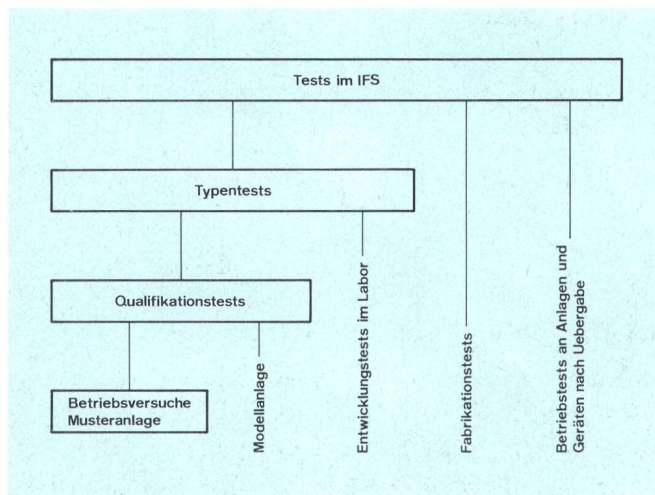 Tests im IFS
Typentests
Qualifikationstests
Betriebsversuche
Musteranlage
Modellanlage
Entwicklungstests im Labor
Fabrikationstests
Betriebstests an Anlagen und
Geräten nach Uebergabe